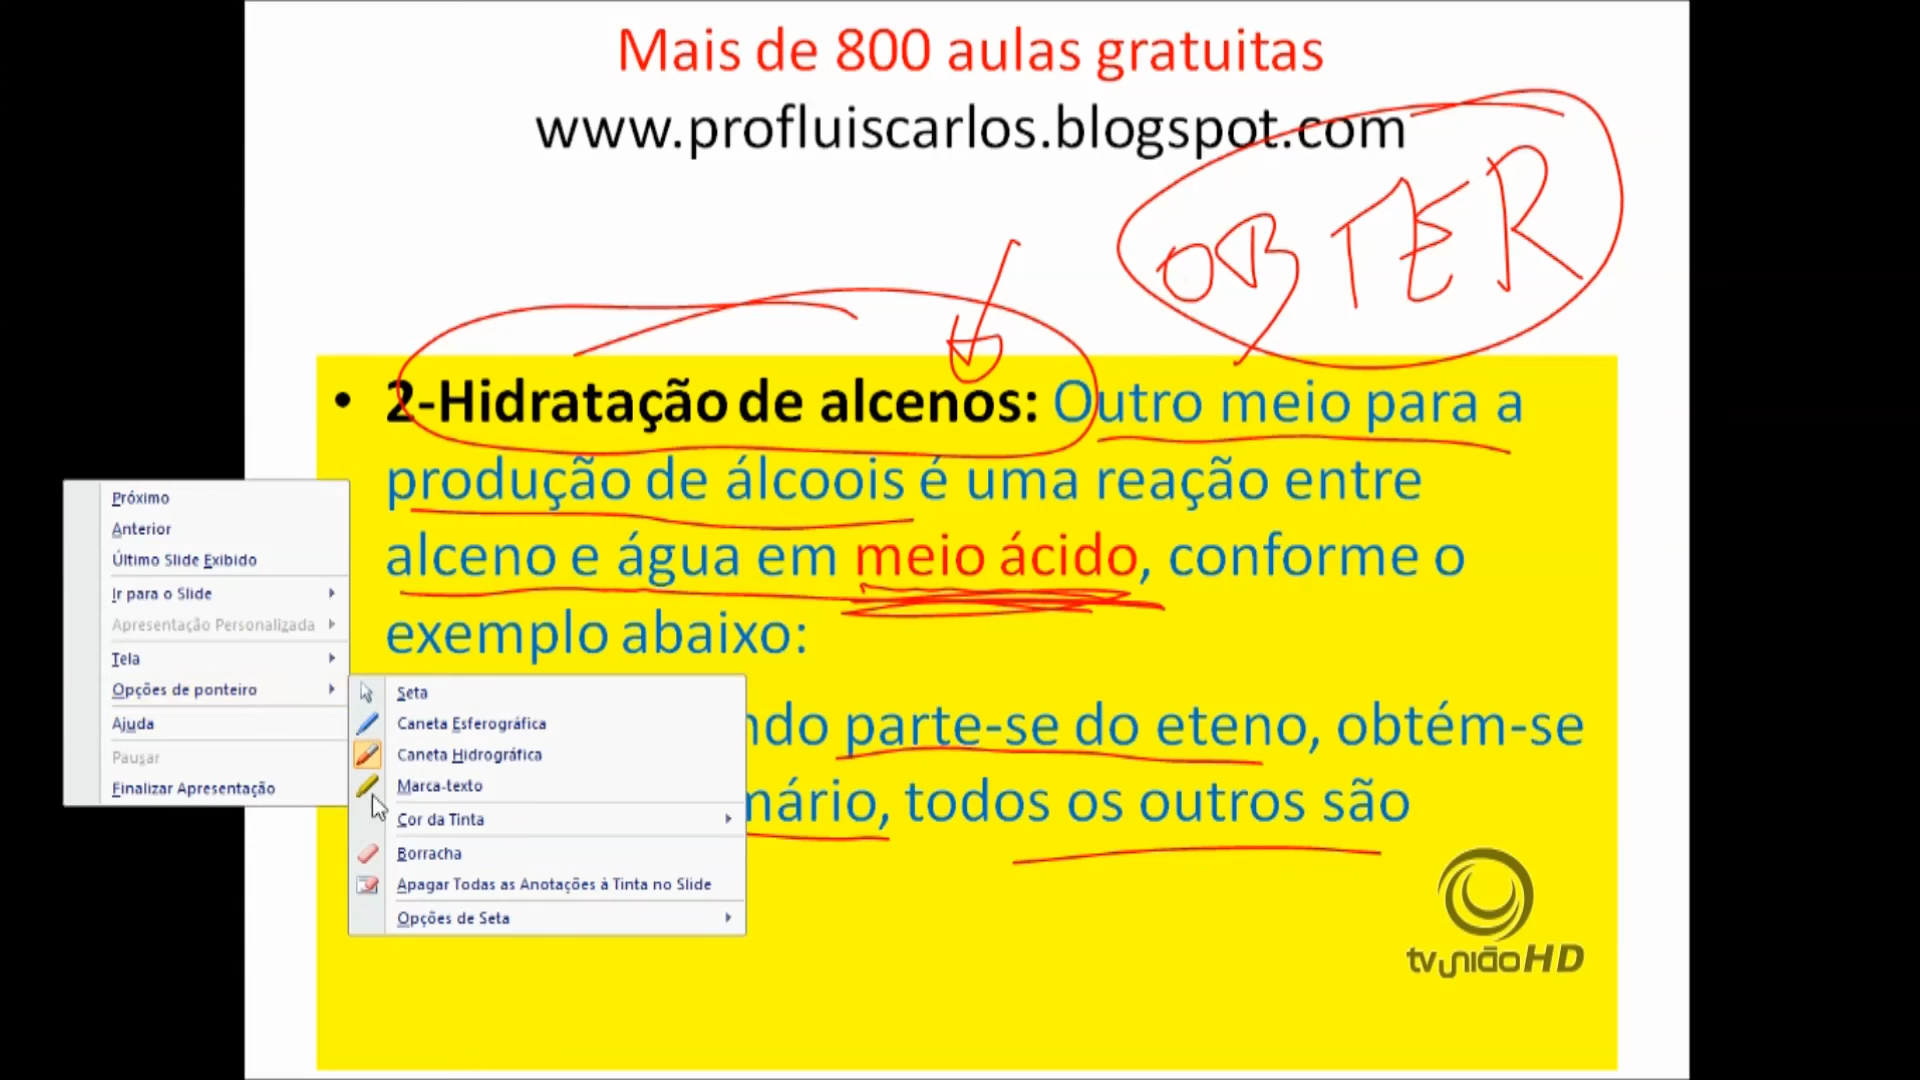 Mais de 800 aulas gratuitas
www.profluiscarlos.blogspot.com
OBTER
• 2-Hidratação de alcenos: Outro meio para a
produção de álcoois é uma reação entre
alceno e água em meio ácido, conforme o
exemplo abaixo:
ndo parte-se do eteno, obtém-se
mário, todos os outros são
Próximo
Anterior
Último Slide Exibido
Ir para o Slide
Apresentação Personalizada
Tela
Opções de ponteiro
Ajuda
Pausar
Finalizar Apresentação
Seta
Caneta Esferográfica
Caneta Hidrográfica
Marca-texto
Cor da Tinta
Borracha
Apagar Todas as Anotações à Tinta no Slide
Opções de Seta
tv união HD